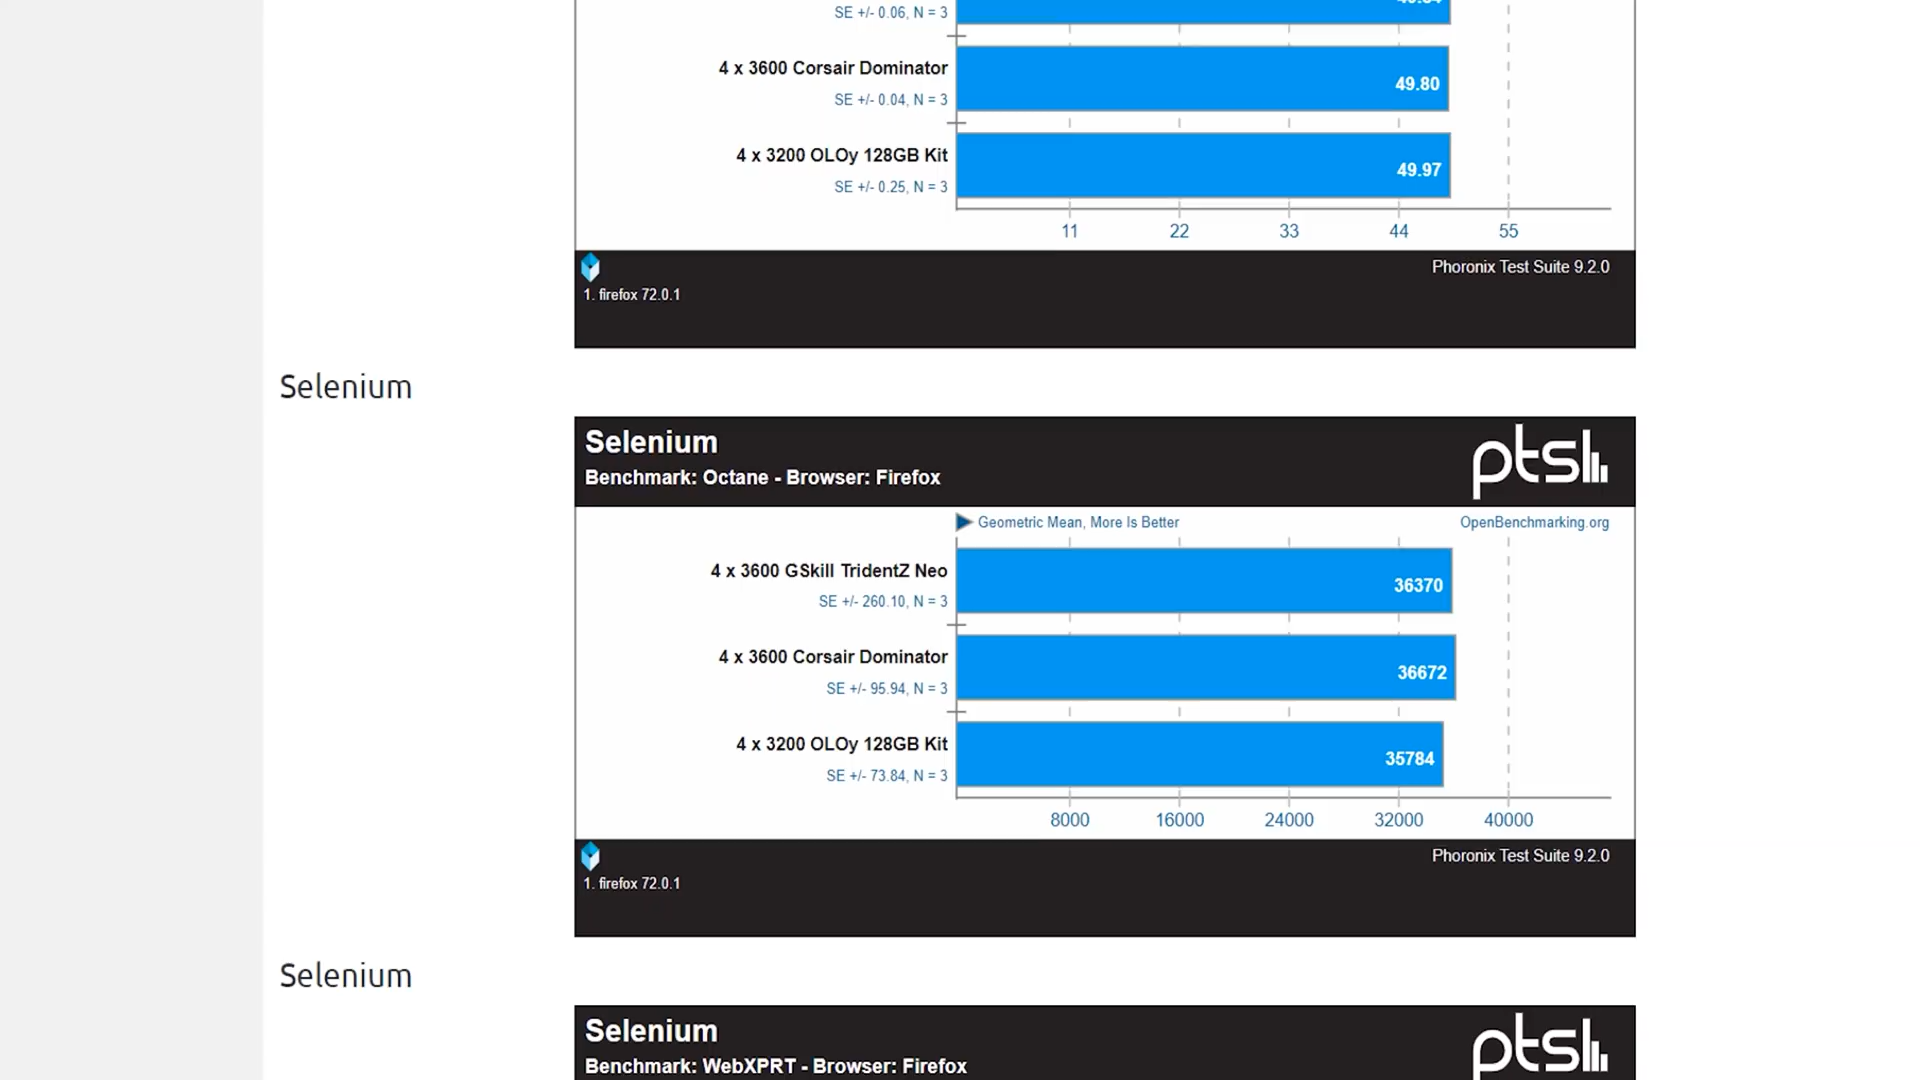 SE +/- 0.06, N = 3
4 x 3600 Corsair Dominator
SE +/- 0.04, N = 3
49.80
4 x 3200 OLOy 128GB Kit
SE +/- 0.25, N = 3
49.97
11 22 33 44 55
Phoronix Test Suite 9.2.0
1. firefox 72.0.1
Selenium
Selenium
Benchmark: Octane - Browser: Firefox
ptsl
Geometric Mean, More Is Better
OpenBenchmarking.org
4 x 3600 GSkill TridentZ Neo
SE +/- 260.10, N = 3
36370
4 x 3600 Corsair Dominator
SE +/- 95.94, N = 3
36672
4 x 3200 OLOy 128GB Kit
SE +/- 73.84, N = 3
35784
8000 16000 24000 32000 40000
Phoronix Test Suite 9.2.0
1. firefox 72.0.1
Selenium
Selenium
Benchmark: WebXPRT - Browser: Firefox
ptsl